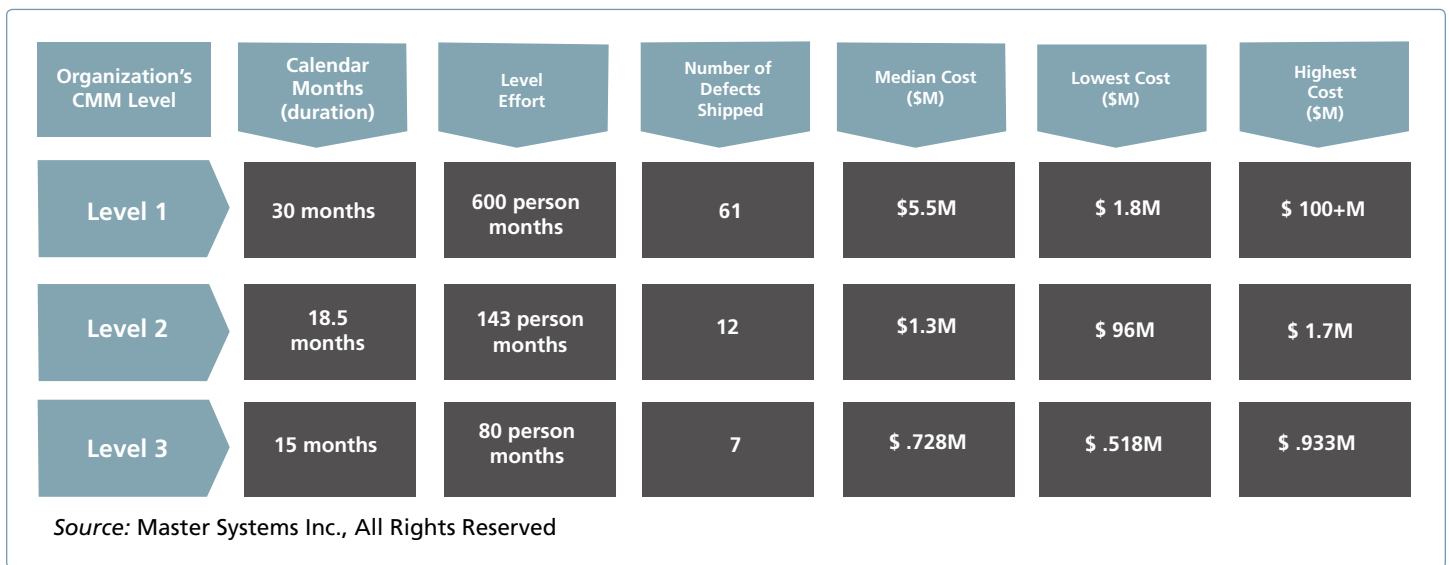 Organization's
CMM Level
Calendar
Months
(duration)
Level
Effort
Number of
Defects
Shipped
Median Cost
($M)
Lowest Cost
($M)
Highest
Cost
($M)
Level 1
30 months
600 person
months
61
$5.5M
$ 1.8M
$ 100+M
Level 2
18.5
months
143 person
months
12
$1.3M
$ 96M
$ 1.7M
Level 3
15 months
80 person
months
7
$ .728M
$ .518M
$ .933M
Source: Master Systems Inc., All Rights Reserved